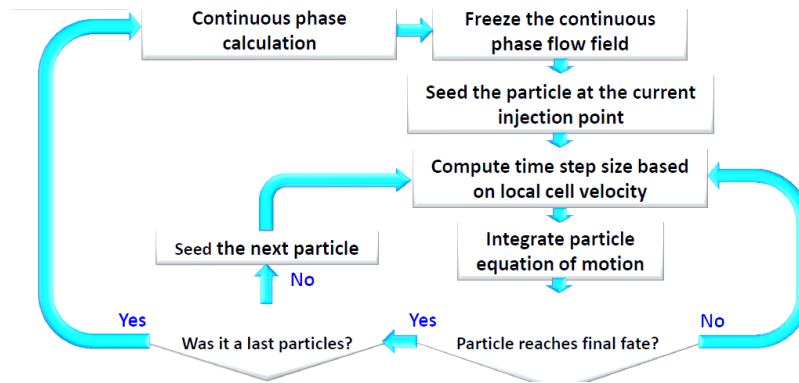 Continuous phase
calculation
Freeze the continuous
phase flow field
Seed the particle at the current
injection point
Compute time step size based
on local cell velocity
Integrate particle
equation of motion
Seed the next particle
No
Yes
Was it a last particles?
Yes
Particle reaches final fate?
No